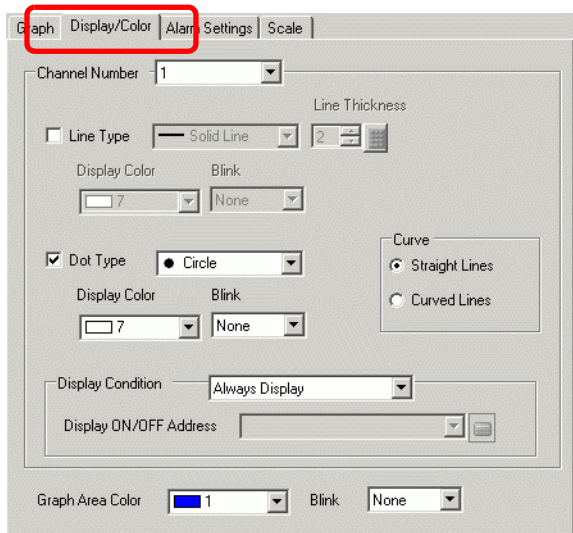 Graph Display/Color Alarm Settings Scale
Channel Number 1
Line Thickness
Line Type Solid Line 2
Display Color Blink
7 None
Curve
Dot Type Circle Straight Lines
Display Color Blink Curved Lines
7 None
Display Condition Always Display
Display ON/OFF Address
Graph Area Color 1 Blink None